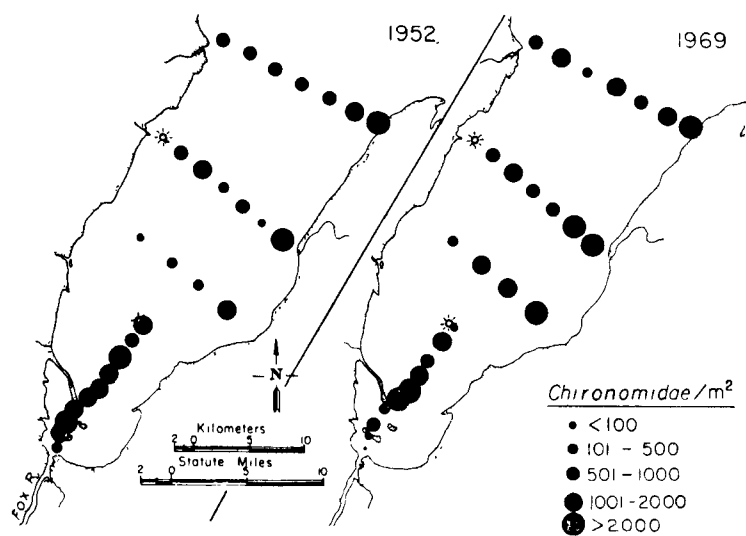 1952
1969
N
Kilometers
2 0 5 10
Statute Miles
2 0 5 10
Fox R.
Chironomidae/m²
<100
101 - 500
501 - 1000
1001 - 2000
>2000